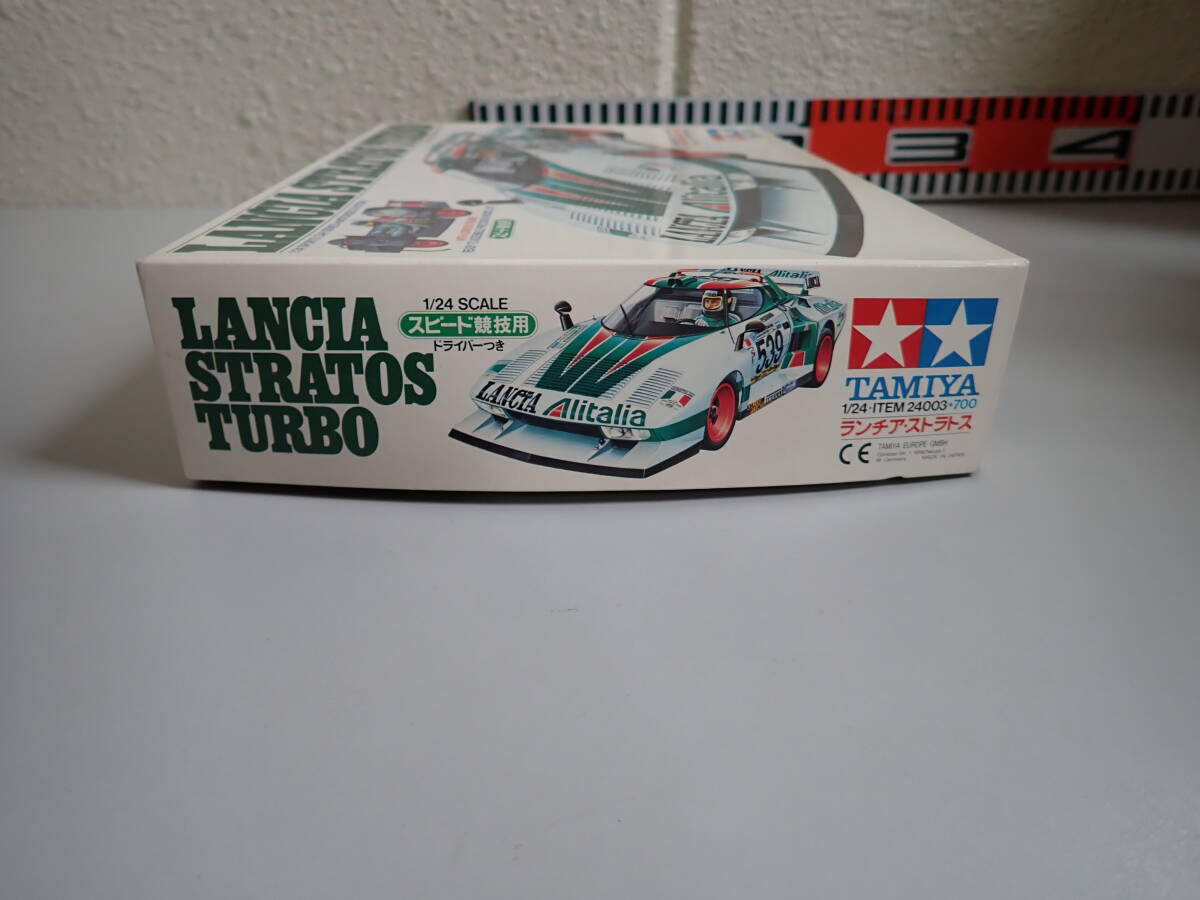 LANCIA STRATOS
LANCIA
STRATOS
TURBO
1/24 SCALE
スピード競技用
ドライバーつき
539
LANCIA
Alitalia
Alitalia
TAMIYA
1/24・ITEM 24003★700
ランチア・ストラトス
CE
TAMIYA EUROPE GMBH
Germany
MADE IN JAPAN
3
4